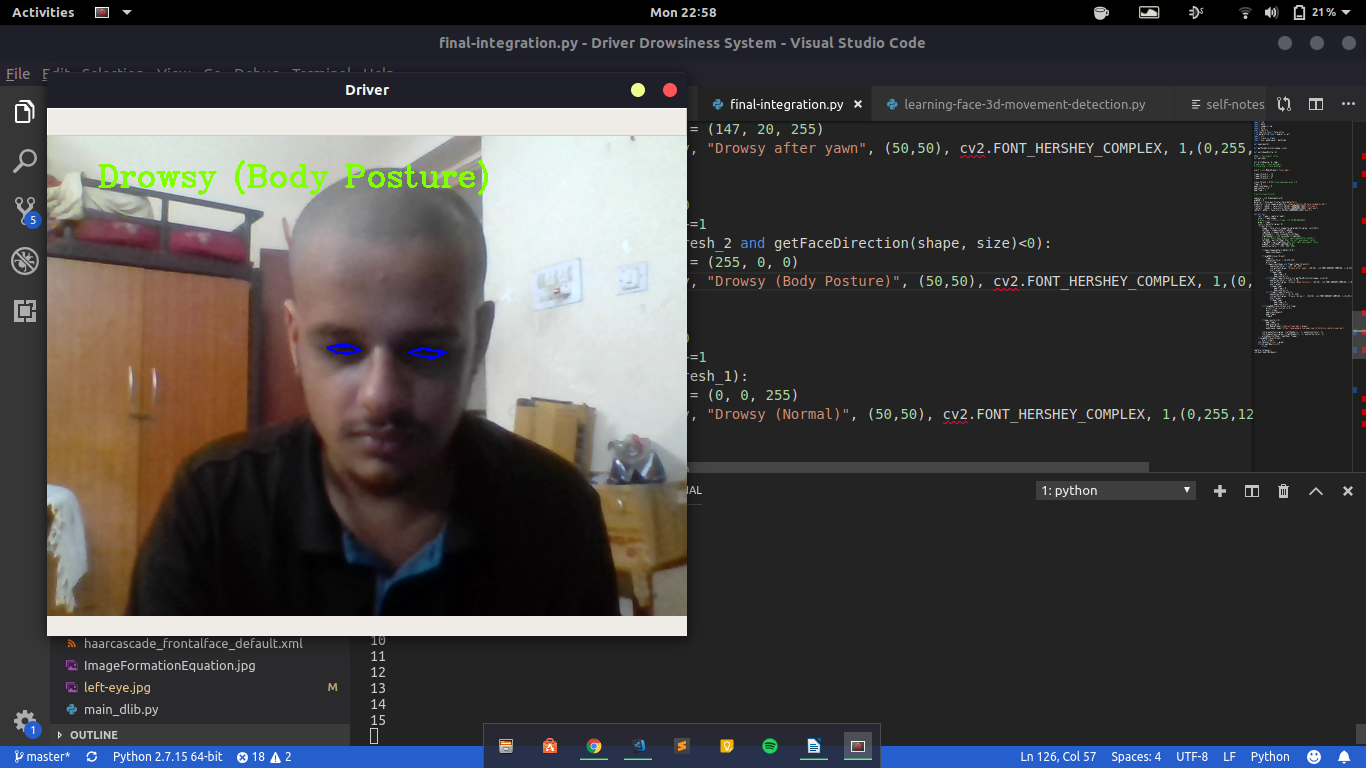 Activities
Mon 22:58
21%
final-integration.py - Driver Drowsiness System - Visual Studio Code
File Edit Selection View Go Debug Terminal Help
Driver
final-integration.py
learning-face-3d-movement-detection.py
self-notes
Drowsy (Body Posture)
= (147, 20, 255)
, "Drowsy after yawn", (50,50), cv2.FONT_HERSHEY_COMPLEX, 1,(0,255,
+=1
resh_2 and getFaceDirection(shape, size)<0):
= (255, 0, 0)
, "Drowsy (Body Posture)", (50,50), cv2.FONT_HERSHEY_COMPLEX, 1,(0,
+=1
resh_1):
= (0, 0, 255)
, "Drowsy (Normal)", (50,50), cv2.FONT_HERSHEY_COMPLEX, 1,(0,255,12
5
NAL
1: python
haarcascade_frontalface_default.xml
ImageFormationEquation.jpg
left-eye.jpg
M
main_dlib.py
OUTLINE
10
11
12
13
14
15
1
master*
Python 2.7.15 64-bit
18
2
Ln 126, Col 57
Spaces: 4
UTF-8
LF
Python